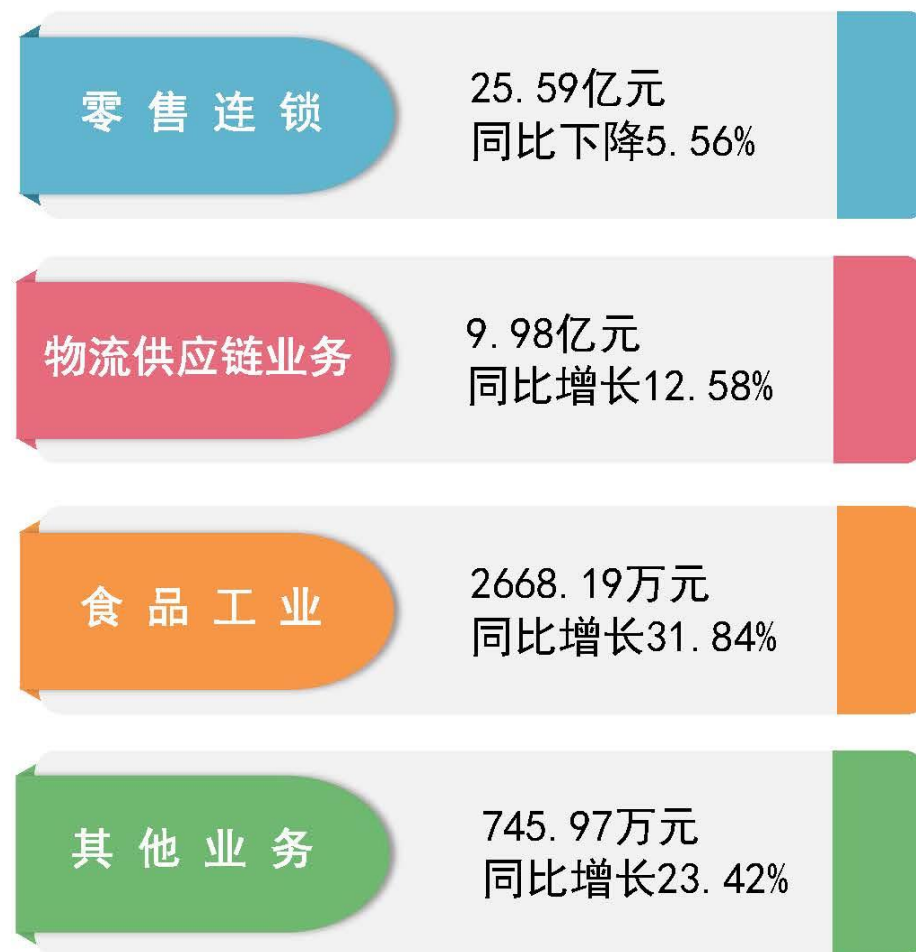 零售连锁
25.59亿元
同比下降5.56%
物流供应链业务
9.98亿元
同比增长12.58%
食品工业
2668.19万元
同比增长31.84%
其他业务
745.97万元
同比增长23.42%